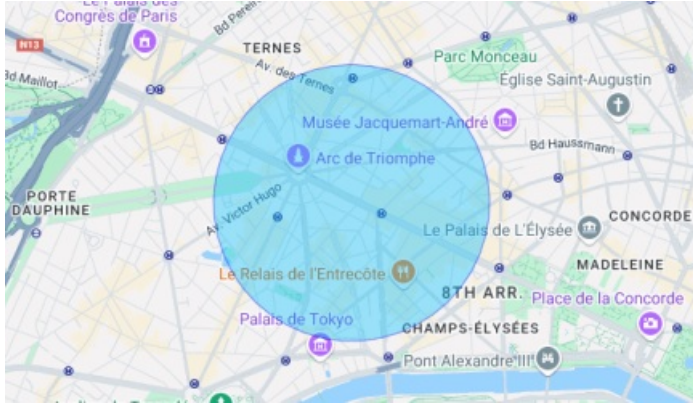 Le Palais des
Congrès de Paris
Bd Pereire
N13
TERNES
Parc Monceau
Bd Maillot
Av. des Ternes
Église Saint-Augustin
Musée Jacquemart-André
Bd Haussmann
Arc de Triomphe
PORTE
DAUPHINE
Av. Victor Hugo
CONCORDE
Le Palais de L'Élysée
MADELEINE
Le Relais de l'Entrecôte
8TH ARR.
Place de la Concorde
Palais de Tokyo
CHAMPS-ÉLYSÉES
Pont Alexandre III